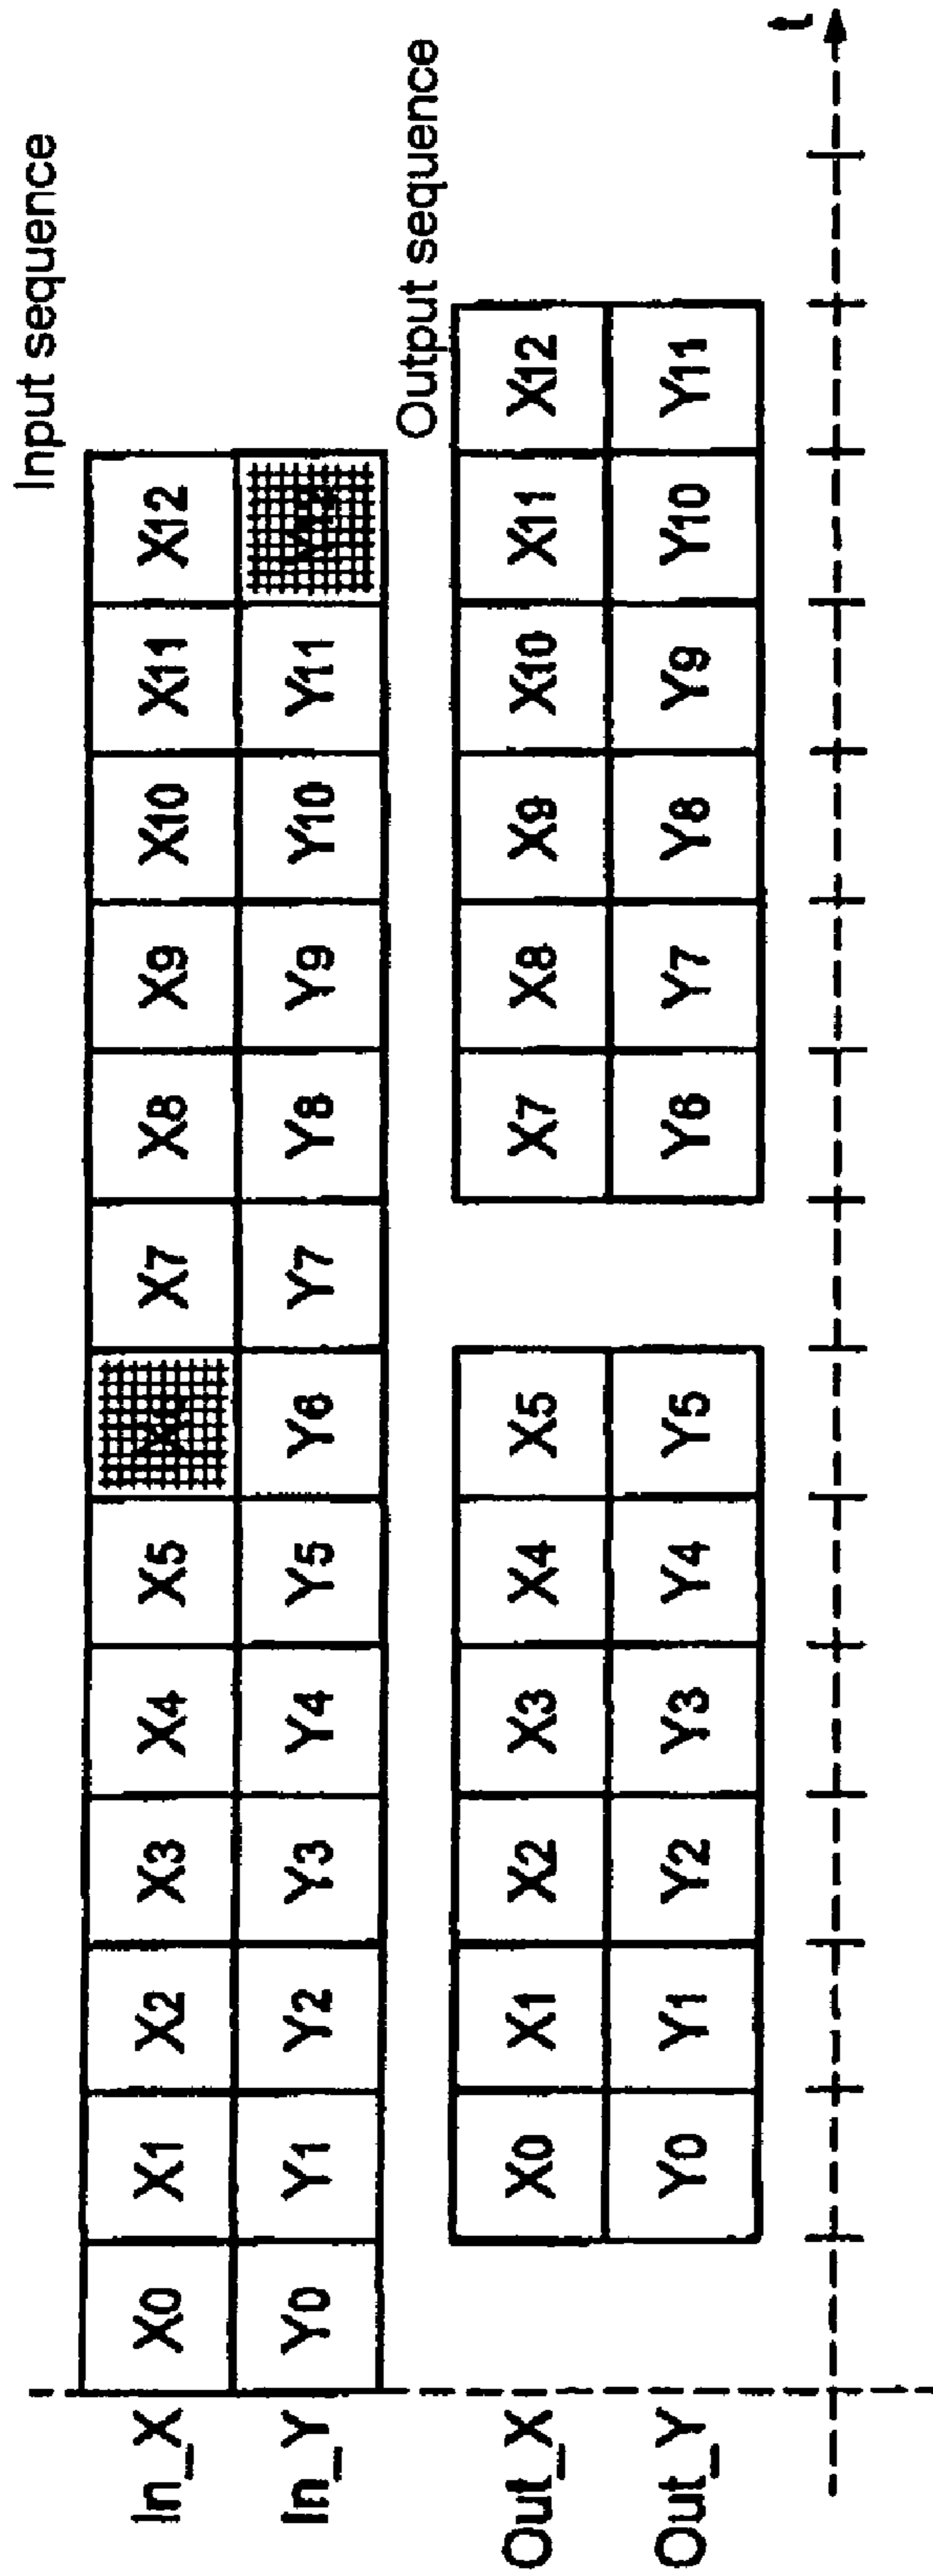 Input sequence
In_X X0 X1 X2 X3 X4 X5 X7 X8 X9 X10 X11 X12
In_Y Y0 Y1 Y2 Y3 Y4 Y5 Y6 Y7 Y8 Y9 Y10 Y11
Output sequence
Out_X X0 X1 X2 X3 X4 X5 X7 X8 X9 X10 X11 X12
Out_Y Y0 Y1 Y2 Y3 Y4 Y5 Y6 Y7 Y8 Y9 Y10 Y11
t